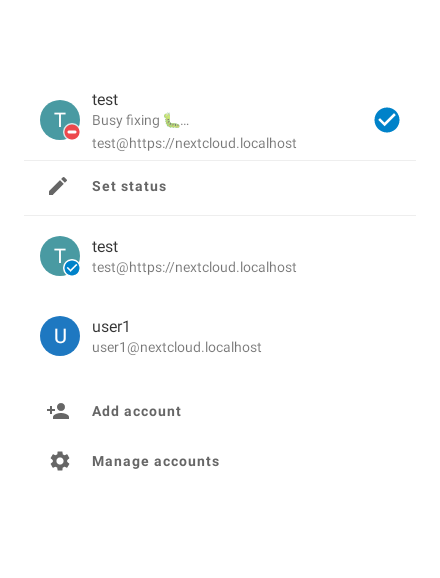 T
test
Busy fixing 🐛…
test@https://nextcloud.localhost
Set status
T
test
test@https://nextcloud.localhost
U
user1
user1@nextcloud.localhost
Add account
Manage accounts